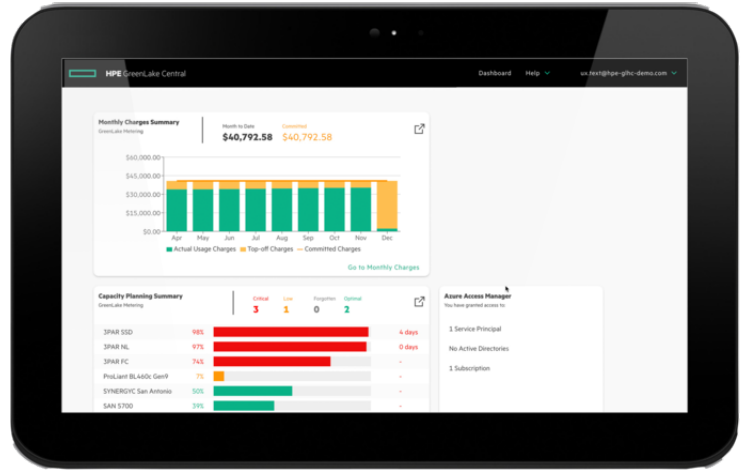 HPE GreenLake Central
Dashboard
Help
ux.text@hpe-glhc-demo.com
Monthly Charges Summary
GreenLake Metering
Month to Date
$40,792.58
Committed
$40,792.58
$60,000.00
$45,000.00
$30,000.00
$15,000.00
$0.00
Apr May Jun Jul Aug Sep Oct Nov Dec
Actual Usage Charges Top-off Charges Committed Charges
Go to Monthly Charges
Capacity Planning Summary
GreenLake Metering
Critical Low Forgotten Optimal
3 1 0 2
3PAR SSD 98% 4 days
3PAR NL 97% 0 days
3PAR FC 74% -
ProLiant BL460c Gen9 7% -
SYNERGYC San Antonio 50% -
SAN 5700 39% -
Azure Access Manager
You have granted access to:
1 Service Principal
No Active Directories
1 Subscription